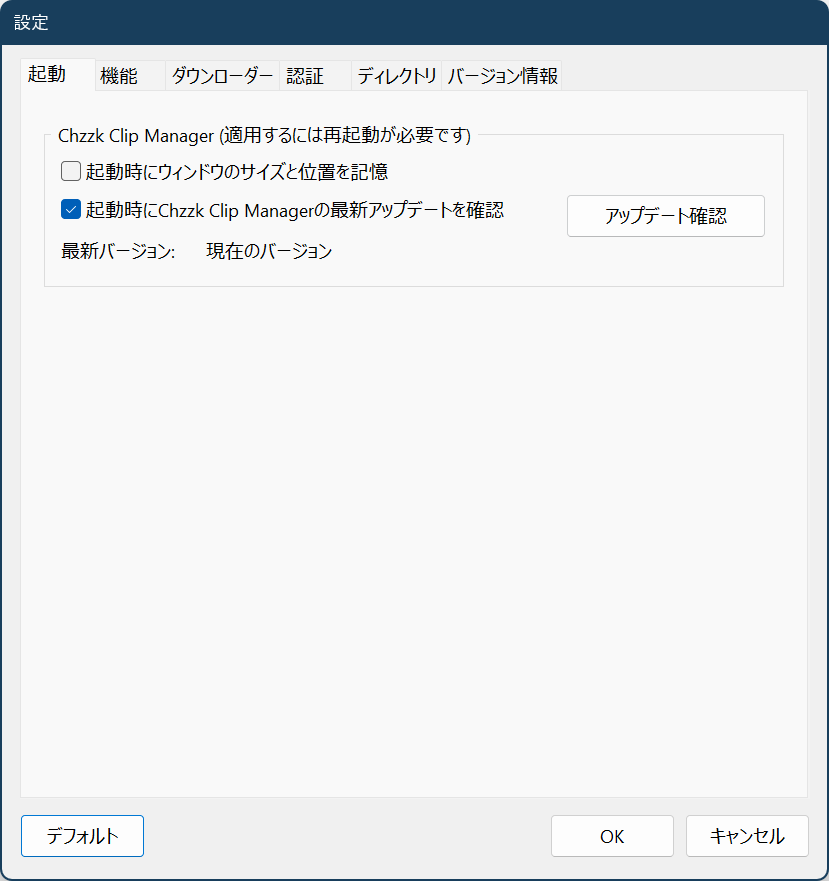 設定
起動 機能 ダウンローダー 認証 ディレクトリ バージョン情報
Chzzk Clip Manager (適用するには再起動が必要です)
起動時にウィンドウのサイズと位置を記憶
起動時にChzzk Clip Managerの最新アップデートを確認 アップデート確認
最新バージョン: 現在のバージョン
デフォルト OK キャンセル